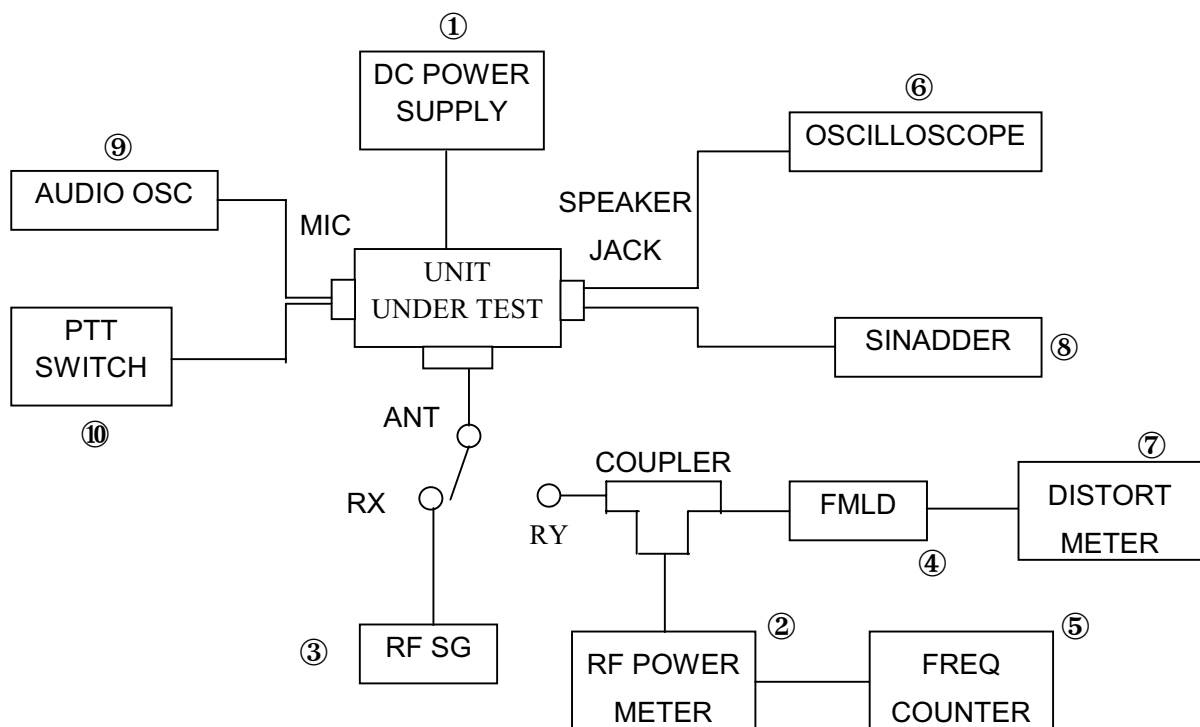 ①
DC POWER
SUPPLY
⑥
OSCILLOSCOPE
⑨
AUDIO OSC
MIC
SPEAKER
JACK
UNIT
UNDER TEST
PTT
SWITCH
⑩
SINADDER
⑧
ANT
RX
COUPLER
RY
FMLD
④
⑦
DISTORT
METER
③
RF SG
②
RF POWER
METER
⑤
FREQ
COUNTER